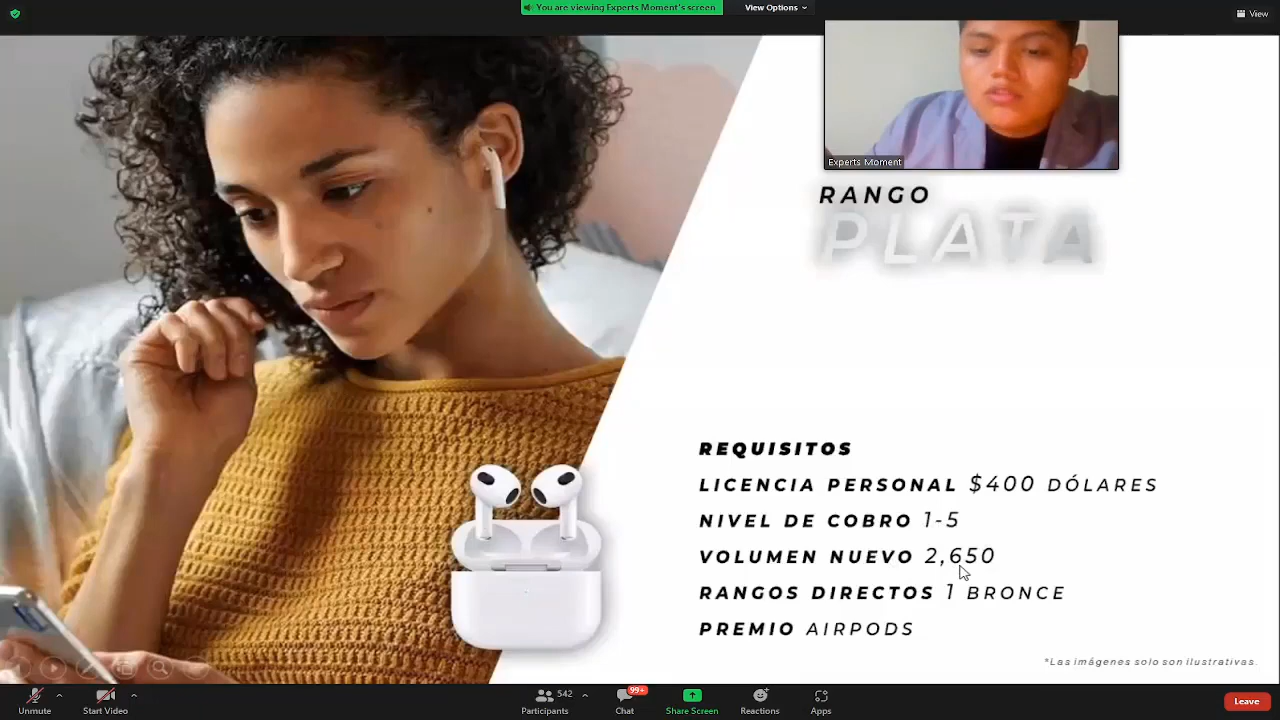 You are viewing Experts Moment's screen
View Options
View
Experts Moment
RANGO
PLATA
REQUISITOS
LICENCIA PERSONAL $400 DÓLARES
NIVEL DE COBRO 1-5
VOLUMEN NUEVO 2,650
RANGOS DIRECTOS 1 BRONCE
PREMIO AIRPODS
*Las imágenes solo son ilustrativas.
Unmute
Start Video
542
Participants
99+
Chat
Share Screen
Reactions
Apps
Leave